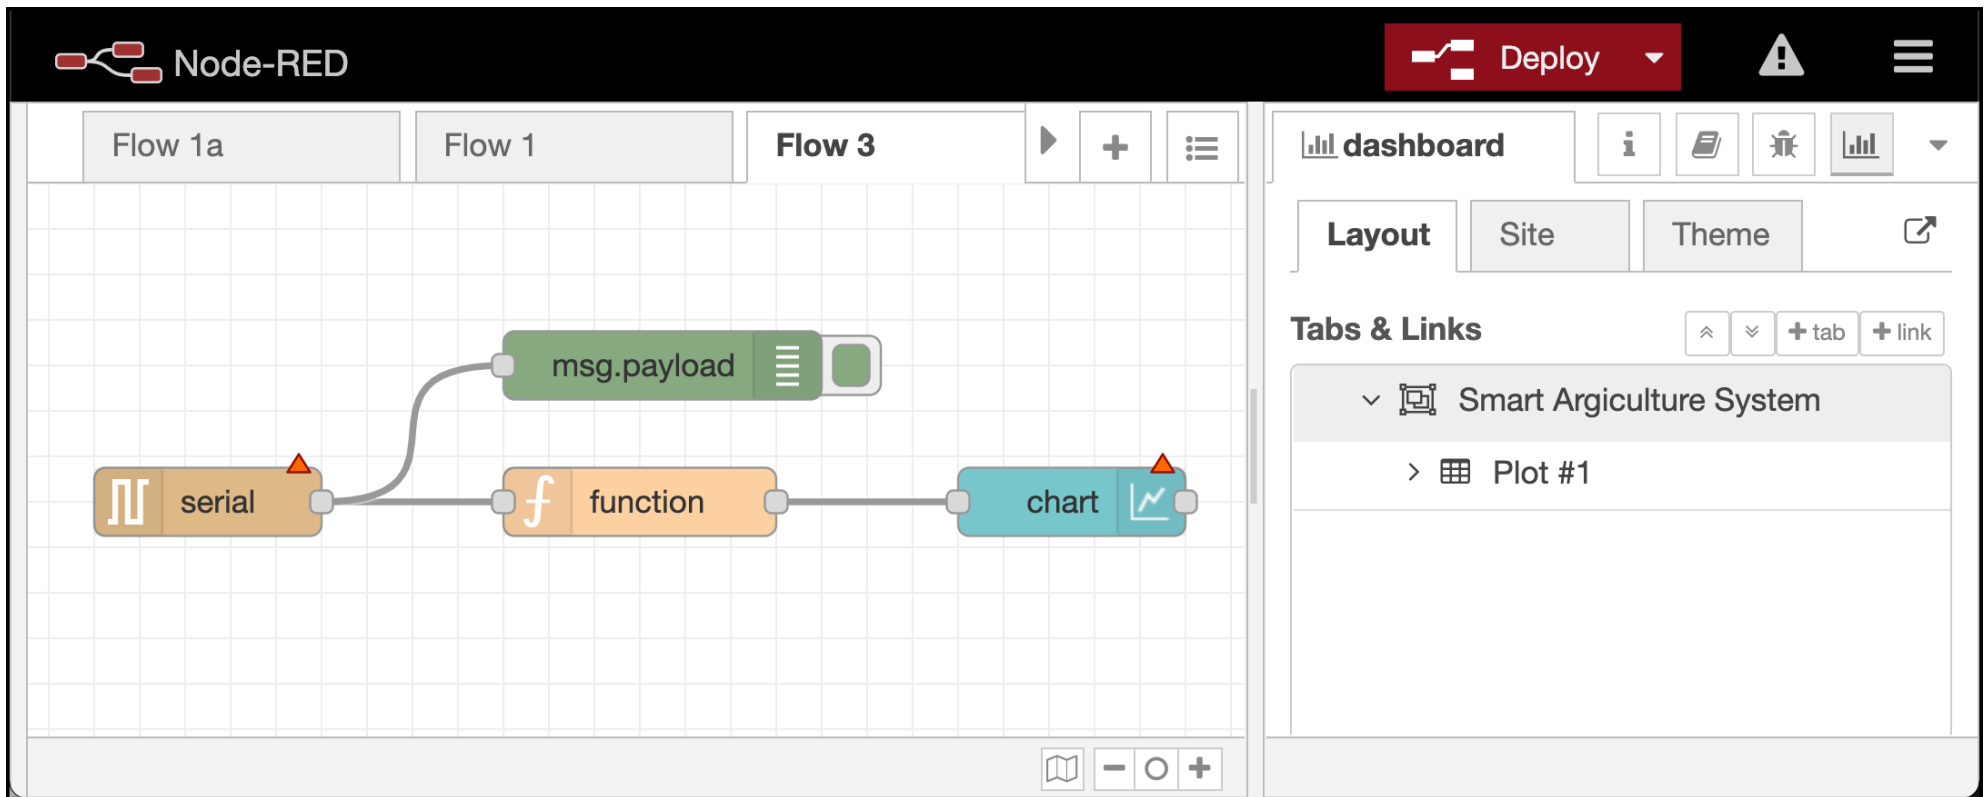 Node-RED
Deploy
Flow 1a
Flow 1
Flow 3
dashboard
Layout
Site
Theme
Tabs & Links
tab
link
Smart Argiculture System
Plot #1
msg.payload
serial
function
chart